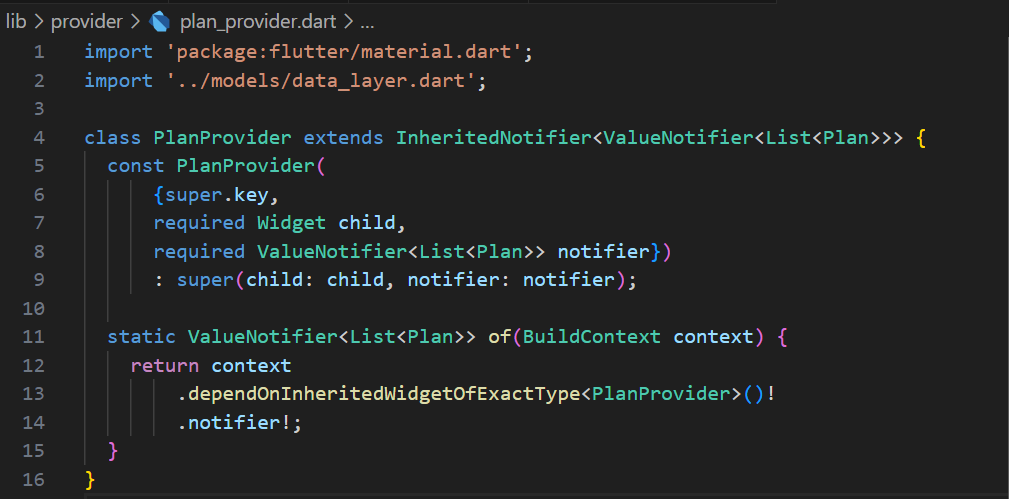 lib > provider > plan_provider.dart > ...
1 import 'package:flutter/material.dart';
2 import '../models/data_layer.dart';
3
4 class PlanProvider extends InheritedNotifier<ValueNotifier<List<Plan>>> {
5   const PlanProvider(
6       {super.key,
7       required Widget child,
8       required ValueNotifier<List<Plan>> notifier})
9       : super(child: child, notifier: notifier);
10
11   static ValueNotifier<List<Plan>> of(BuildContext context) {
12     return context
13         .dependOnInheritedWidgetOfExactType<PlanProvider>()!
14         .notifier!;
15   }
16 }